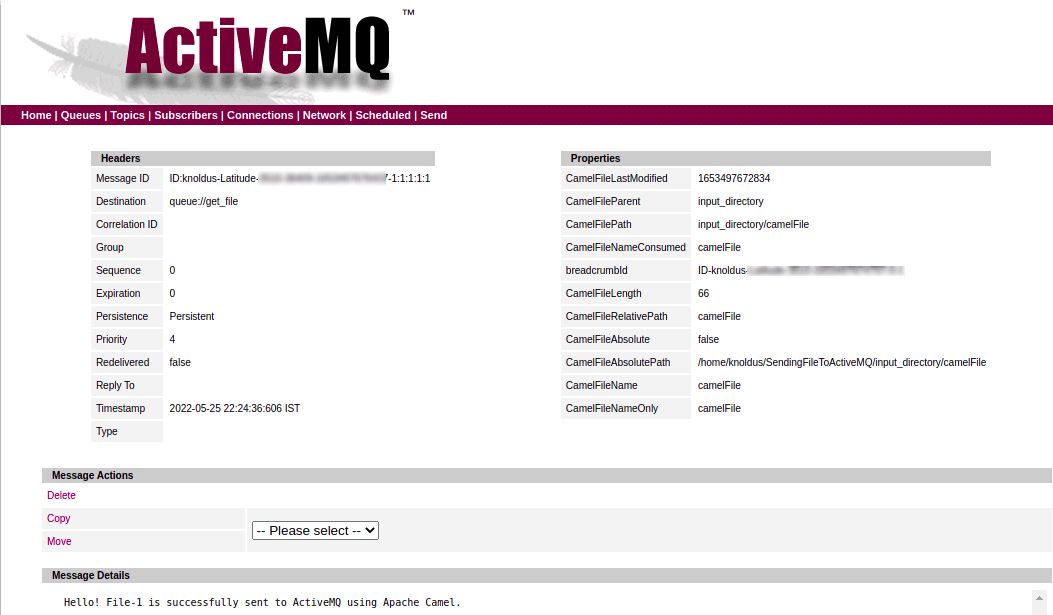 ActiveMQ ™
Home | Queues | Topics | Subscribers | Connections | Network | Scheduled | Send
Headers
Message ID ID:knoldus-Latitude- -1:1:1:1:1
Destination queue://get_file
Correlation ID
Group
Sequence 0
Expiration 0
Persistence Persistent
Priority 4
Redelivered false
Reply To
Timestamp 2022-05-25 22:24:36:606 IST
Type
Properties
CamelFileLastModified 1653497672834
CamelFileParent input_directory
CamelFilePath input_directory/camelFile
CamelFileNameConsumed camelFile
breadcrumbId ID-knoldus-
CamelFileLength 66
CamelFileRelativePath camelFile
CamelFileAbsolute false
CamelFileAbsolutePath /home/knoldus/SendingFileToActiveMQ/input_directory/camelFile
CamelFileName camelFile
CamelFileNameOnly camelFile
Message Actions
Delete
Copy
-- Please select --
Move
Message Details
Hello! File-1 is successfully sent to ActiveMQ using Apache Camel.